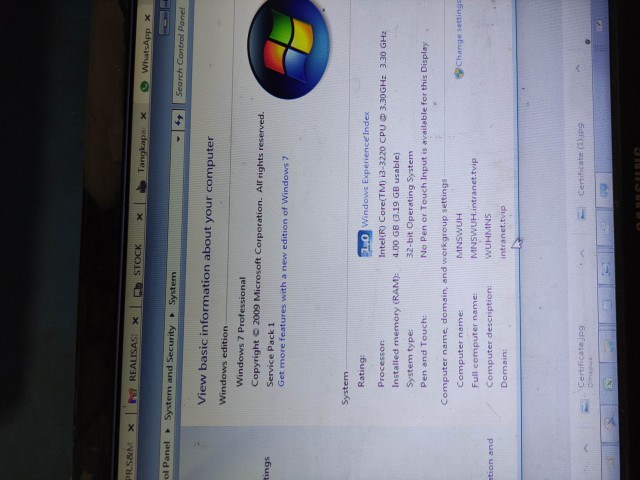 PR,S&M
REALISASI
STOCK
Tangkapa
WhatsApp
ol Panel ▸ System and Security ▸ System
Search Control Panel
View basic information about your computer
Windows edition
Windows 7 Professional
Copyright © 2009 Microsoft Corporation. All rights reserved.
Service Pack 1
Get more features with a new edition of Windows 7
System
Rating:
Windows Experience Index
Processor: Intel(R) Core(TM) i3-3220 CPU @ 3.30GHz 3.30 GHz
Installed memory (RAM): 4.00 GB (3.19 GB usable)
System type: 32-bit Operating System
Pen and Touch: No Pen or Touch Input is available for this Display
Computer name, domain, and workgroup settings
Computer name: MNSWUH
Change settings
Full computer name: MNSWUH.intranet.tvip
Computer description: WUHMNS
Domain: intranet.tvip
tings
tion and
Certificate.jpg
Certificate (1).jpg